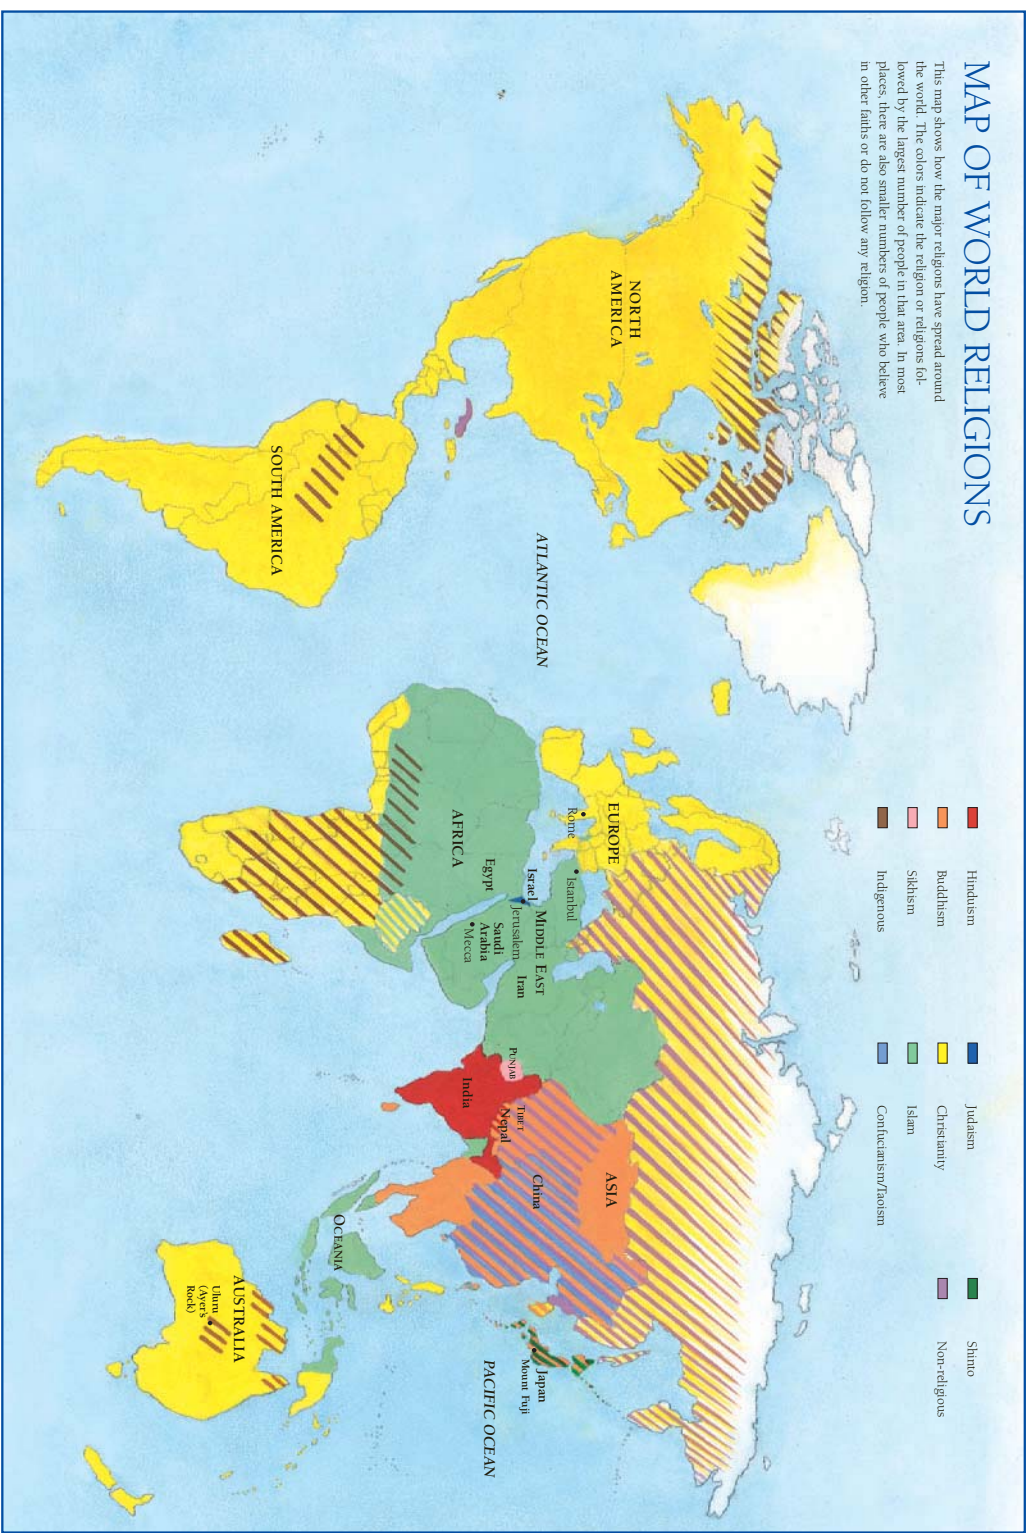 MAP OF WORLD RELIGIONS
This map shows how the major religions have spread around
the world. The colors indicate the religion or religions fol-
lowed by the largest number of people in that area. In most
places, there are also smaller numbers of people who believe
in other faiths or do not follow any religion.
Hinduism
Buddhism
Sikhism
Indigenous
Judaism
Christianity
Islam
Confucianism/Taoism
Shinto
Non-religious
NORTH
AMERICA
SOUTH AMERICA
ATLANTIC OCEAN
EUROPE
Rome
Istanbul
AFRICA
Egypt
Israel
Jerusalem
MIDDLE EAST
Saudi
Arabia
Mecca
Iran
PUNJAB
India
TIBET
Nepal
China
ASIA
OCEANIA
Japan
Mount Fuji
PACIFIC OCEAN
AUSTRALIA
Uluru
(Ayer's
Rock)